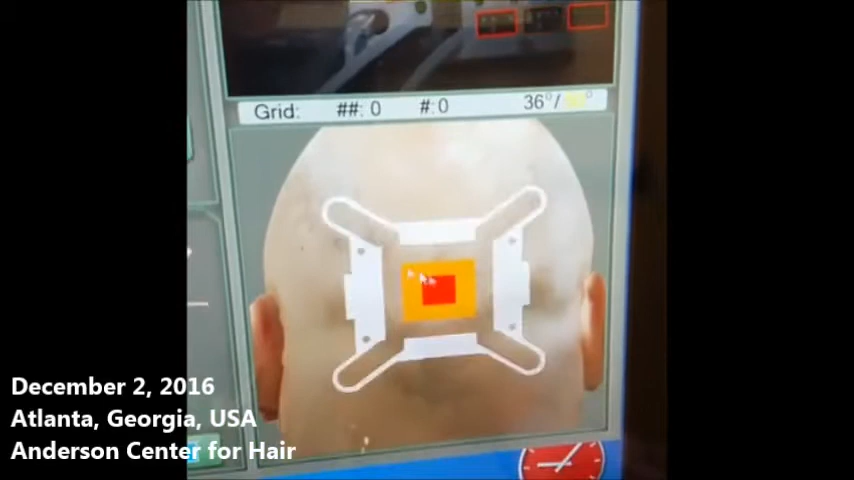 Grid: ##: 0 #:0 36°/
December 2, 2016
Atlanta, Georgia, USA
Anderson Center for Hair